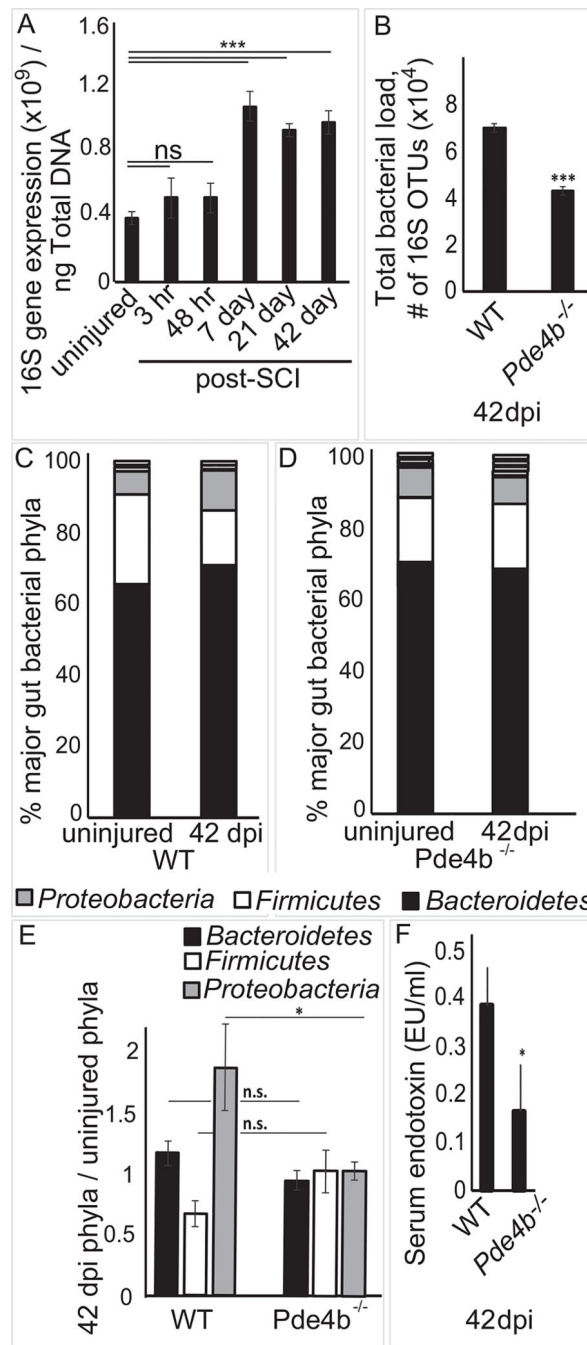 A
16S gene expression (x10⁹) /
ng Total DNA
1.6
1.2
0.8
0.4
0
***
ns
uninjured
3 hr
48 hr
7 day
21 day
42 day
post-SCI
B
Total bacterial load,
# of 16S OTUs (x10⁴)
8
6
4
2
0
***
WT
Pde4b⁻/⁻
42dpi
C
% major gut bacterial phyla
100
80
60
40
20
0
uninjured 42 dpi
WT
D
% major gut bacterial phyla
100
80
60
40
20
0
uninjured 42dpi
Pde4b⁻/⁻
Proteobacteria Firmicutes Bacteroidetes
E
Bacteroidetes
Firmicutes
Proteobacteria
42 dpi phyla / uninjured phyla
2
1.5
1
0.5
0
*
n.s.
n.s.
WT Pde4b⁻/⁻
F
Serum endotoxin (EU/ml)
0.5
0.4
0.3
0.2
0.1
0
*
WT
Pde4b⁻/⁻
42dpi